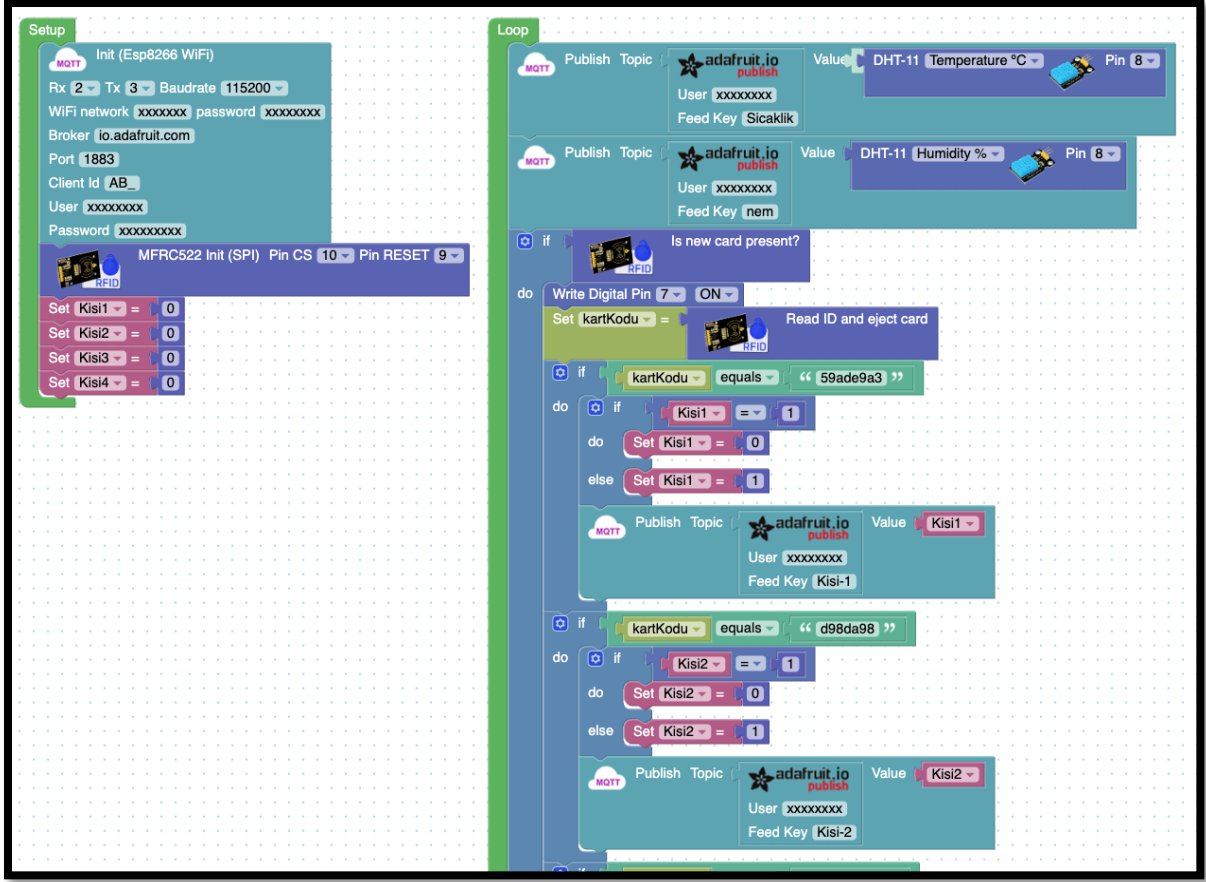 Setup
MQTT Init (Esp8266 WiFi)
Rx 2 Tx 3 Baudrate 115200
WiFi network xxxxxxx password xxxxxxxx
Broker io.adafruit.com
Port 1883
Client Id AB_
User xxxxxxxx
Password xxxxxxxxx
MFRC522 Init (SPI) Pin CS 10 Pin RESET 9
RFID
Set Kisi1 = 0
Set Kisi2 = 0
Set Kisi3 = 0
Set Kisi4 = 0
Loop
MQTT Publish Topic adafruit.io publish Value DHT-11 Temperature °C Pin 8
User xxxxxxxx
Feed Key Sicaklik
MQTT Publish Topic adafruit.io publish Value DHT-11 Humidity % Pin 8
User xxxxxxxx
Feed Key nem
if RFID Is new card present?
do Write Digital Pin 7 ON
Set kartKodu = RFID Read ID and eject card
if kartKodu equals “ 59ade9a3 ”
do if Kisi1 = 1
do Set Kisi1 = 0
else Set Kisi1 = 1
MQTT Publish Topic adafruit.io publish Value Kisi1
User xxxxxxxx
Feed Key Kisi-1
if kartKodu equals “ d98da98 ”
do if Kisi2 = 1
do Set Kisi2 = 0
else Set Kisi2 = 1
MQTT Publish Topic adafruit.io publish Value Kisi2
User xxxxxxxx
Feed Key Kisi-2